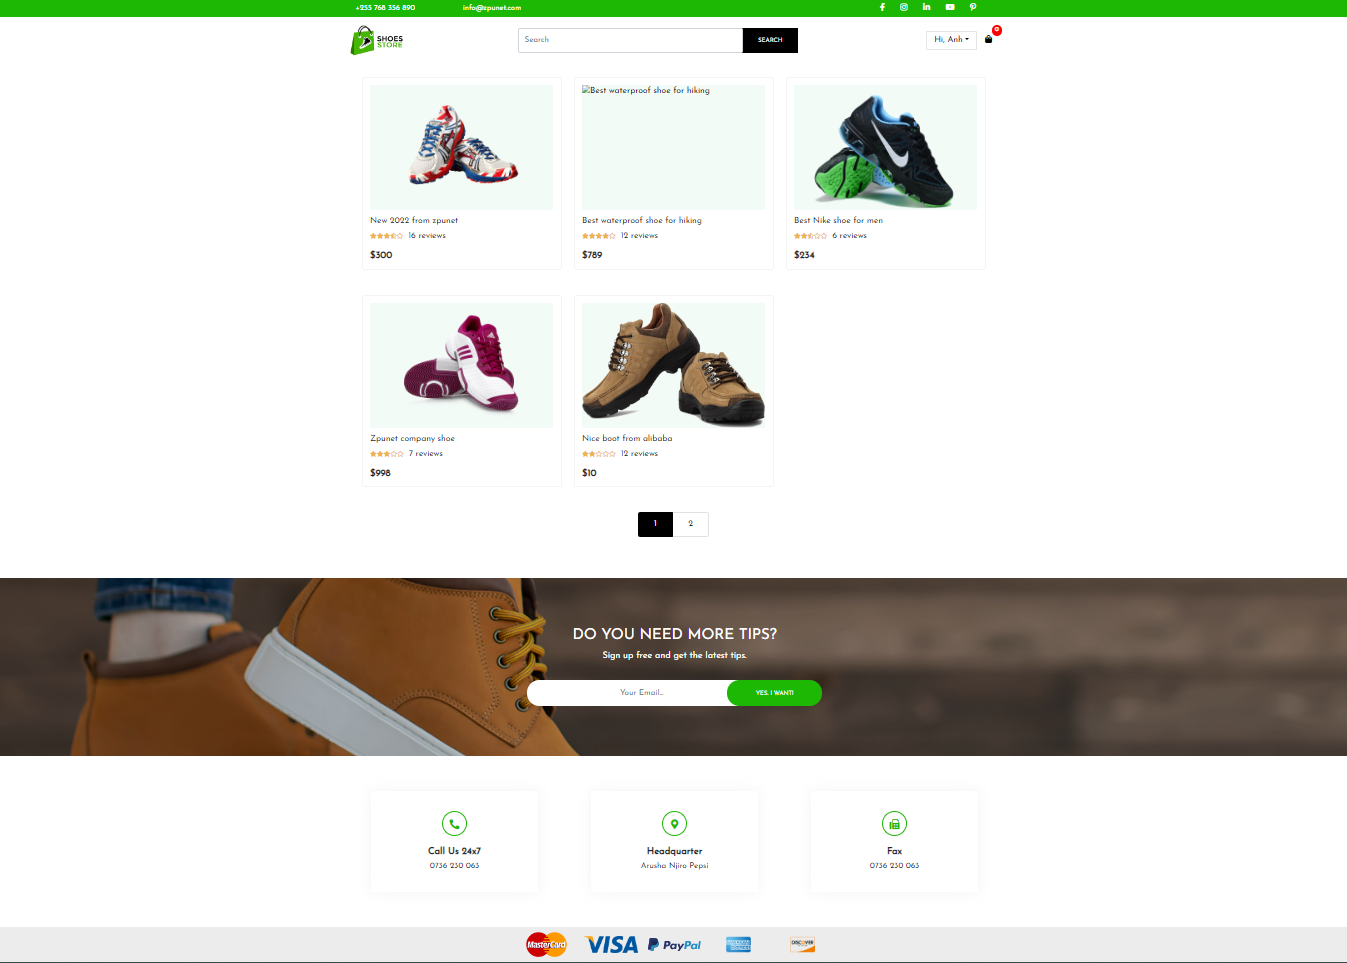 +255 768 356 890
info@zpunet.com
SHOES
STORE
Search
SEARCH
Hi, Anh
0
Best waterproof shoe for hiking
New 2022 from zpunet
16 reviews
$300
Best waterproof shoe for hiking
12 reviews
$789
Best Nike shoe for men
6 reviews
$234
Zpunet company shoe
7 reviews
$998
Nice boot from alibaba
12 reviews
$10
1
2
DO YOU NEED MORE TIPS?
Sign up free and get the latest tips.
Your Email...
YES. I WANT!
Call Us 24x7
0736 230 063
Headquarter
Arusha Njiro Pepsi
Fax
0736 230 063
MasterCard
VISA
PayPal
DISCOVER